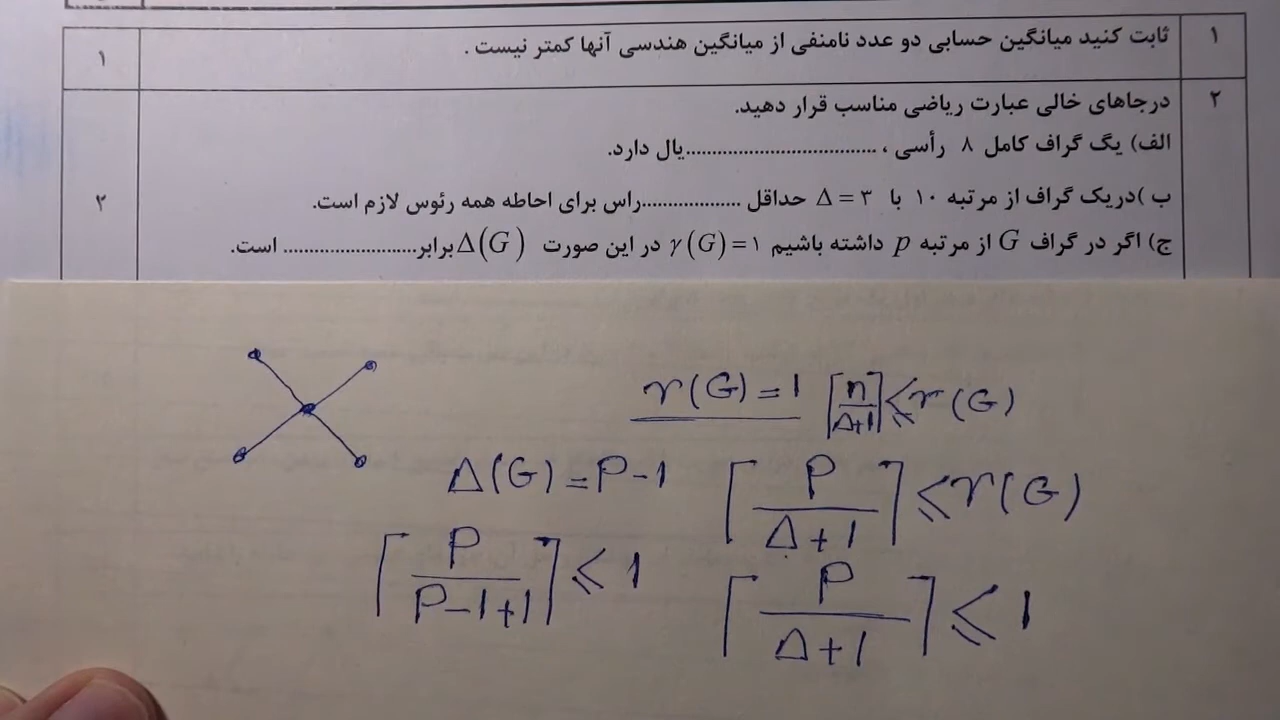 ۱ ثابت کنید میانگین حسابی دو عدد نامنفی از میانگین هندسی آنها کمتر نیست . ۱
۲ درجاهای خالی عبارت ریاضی مناسب قرار دهید.
الف) یگ گراف کامل ۸ رأسی ، ....................................یال دارد.
ب )دریک گراف از مرتبه ۱۰ با Δ = ۳ حداقل ...................راس برای احاطه همه رئوس لازم است. ۲
ج) اگر در گراف G از مرتبه p داشته باشیم γ(G) = ۱ در این صورت Δ(G) برابر......................... است.
γ(G) = 1 ⌈n/Δ+1⌉ ≤ γ(G)
Δ(G) = P-1 ⌈P/Δ+1⌉ ≤ γ(G)
⌈P/P-1+1⌉ ≤ 1 ⌈P/Δ+1⌉ ≤ 1